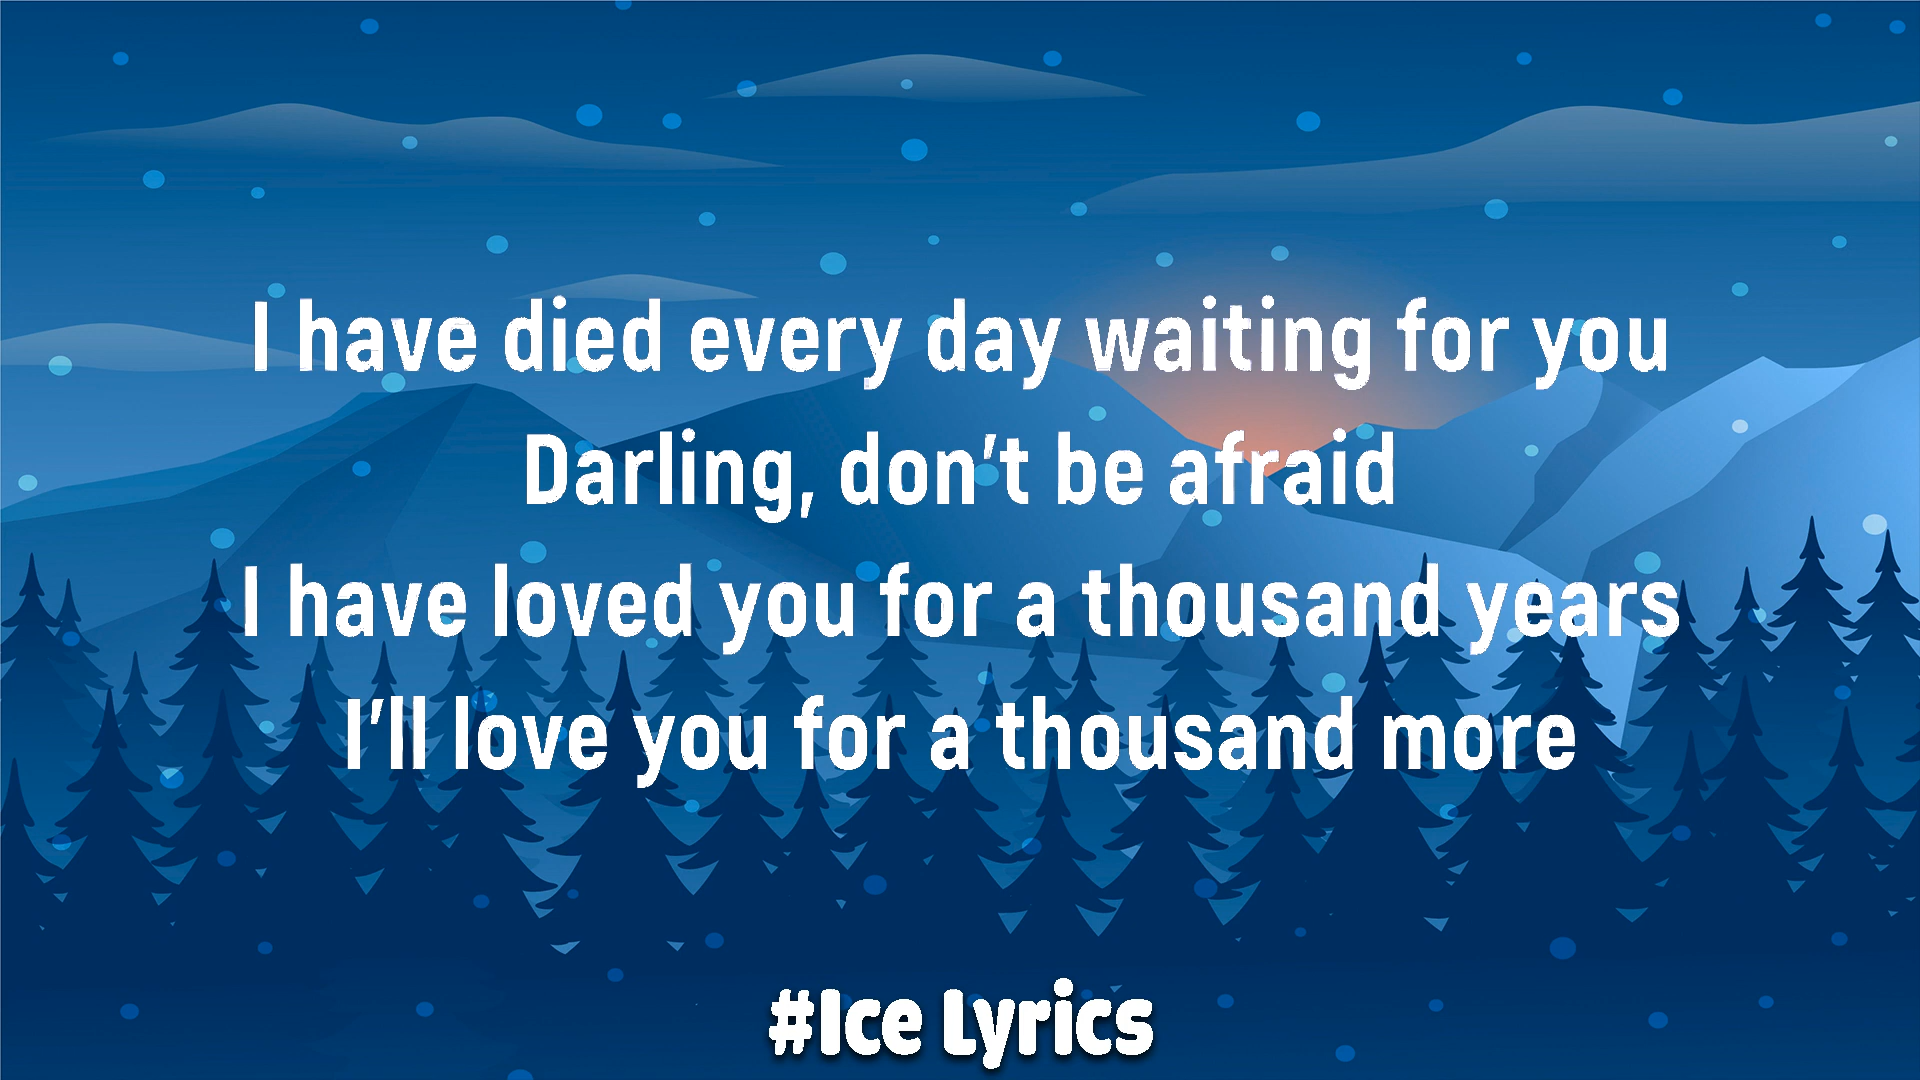 I have died every day waiting for you
Darling, don’t be afraid
I have loved you for a thousand years
I’ll love you for a thousand more
#Ice Lyrics